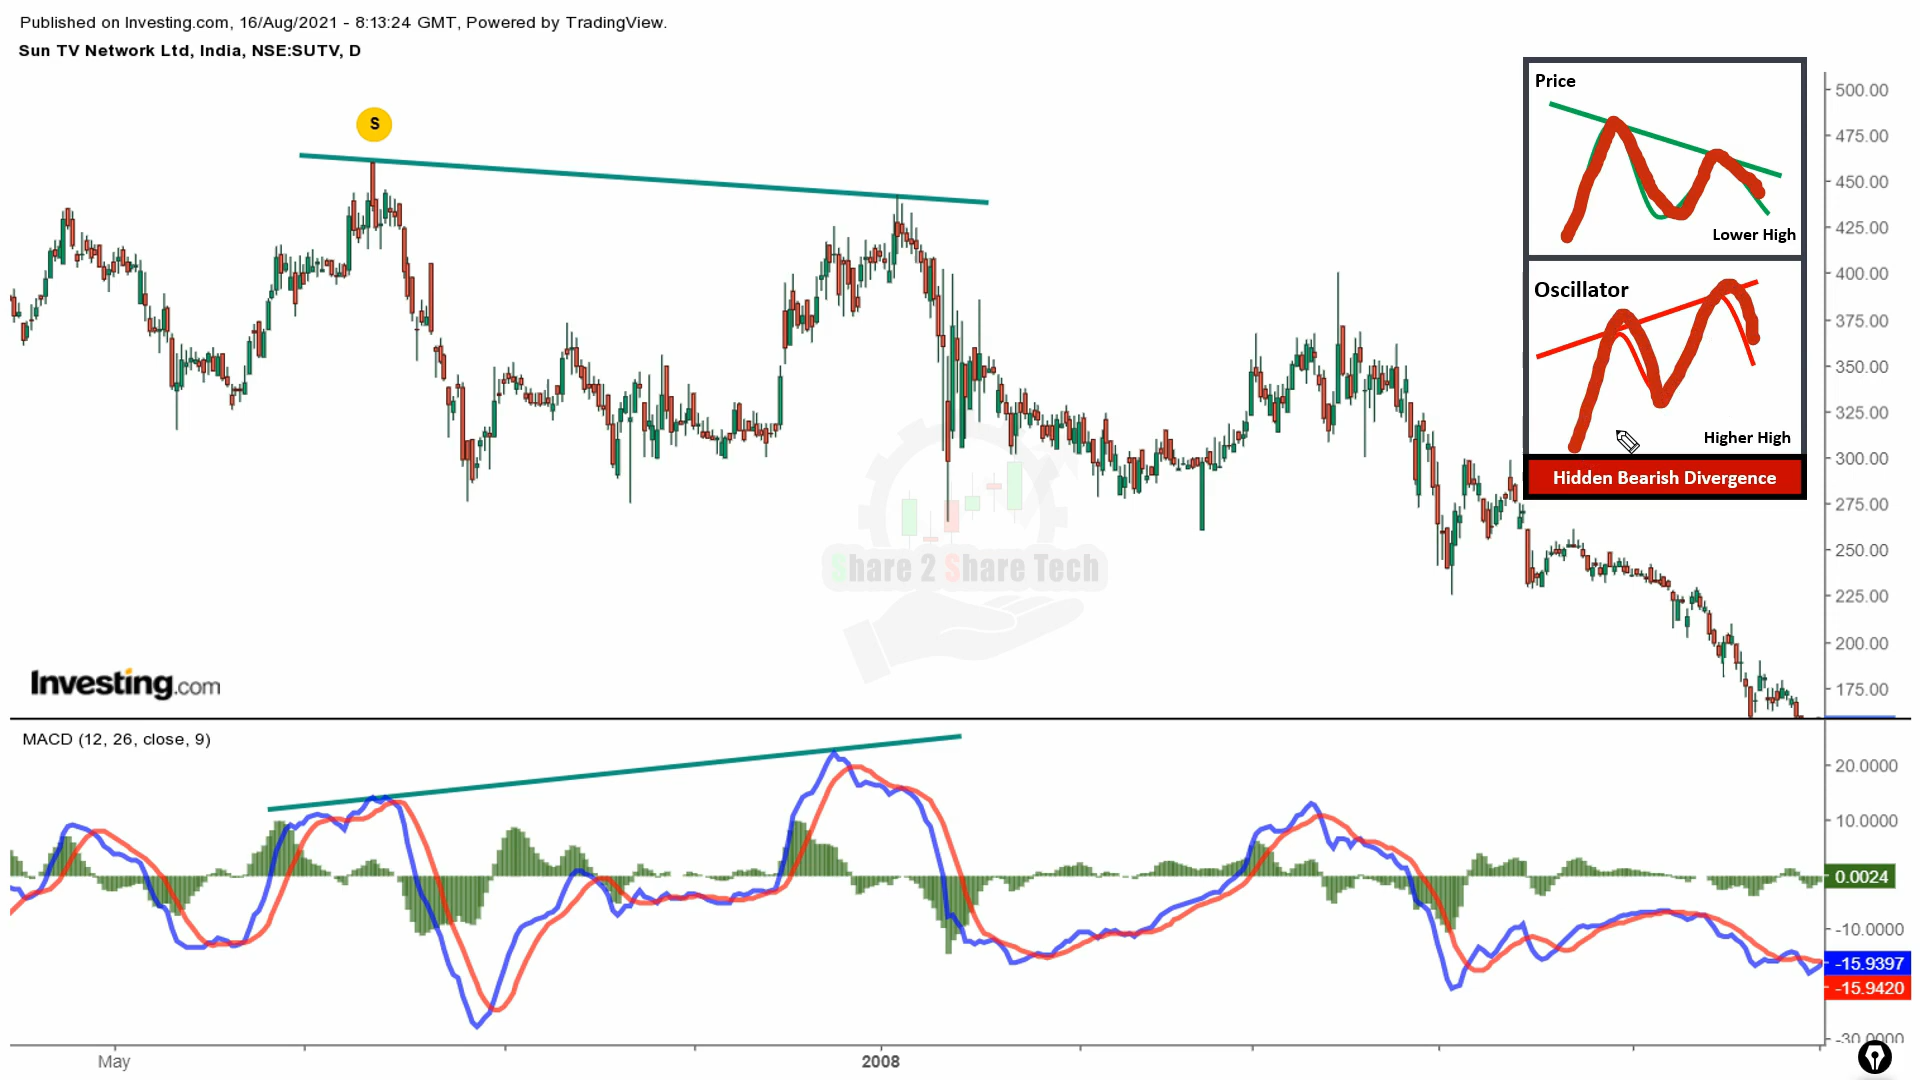 Published on Investing.com, 16/Aug/2021 - 8:13:24 GMT, Powered by TradingView.
Sun TV Network Ltd, India, NSE:SUTV, D
S
Price
Lower High
Oscillator
Higher High
Hidden Bearish Divergence
500.00
475.00
450.00
425.00
400.00
375.00
350.00
325.00
300.00
275.00
250.00
225.00
200.00
175.00
Share 2 Share Tech
Investing.com
MACD (12, 26, close, 9)
20.0000
10.0000
0.0024
-10.0000
-15.9397
-15.9420
-30.0000
May
2008